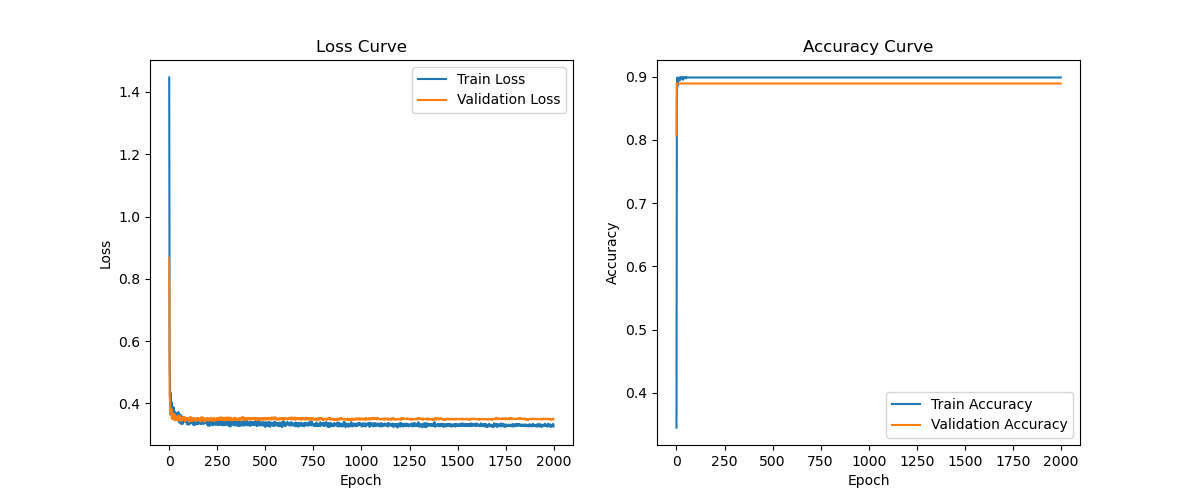 Loss Curve
Train Loss
Validation Loss
1.4
1.2
1.0
0.8
0.6
0.4
Loss
0 250 500 750 1000 1250 1500 1750 2000
Epoch
Accuracy Curve
0.9
0.8
0.7
0.6
0.5
0.4
Accuracy
Train Accuracy
Validation Accuracy
0 250 500 750 1000 1250 1500 1750 2000
Epoch